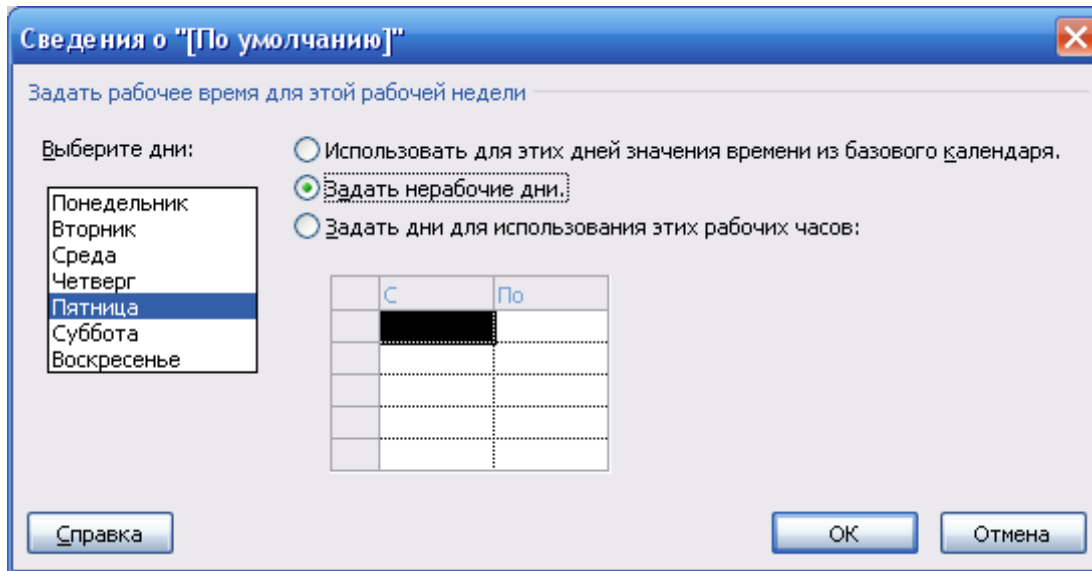 Сведения о "[По умолчанию]"
Задать рабочее время для этой рабочей недели
Выберите дни:
Использовать для этих дней значения времени из базового календаря.
Задать нерабочие дни.
Задать дни для использования этих рабочих часов:
Понедельник
Вторник
Среда
Четверг
Пятница
Суббота
Воскресенье
С По
Справка ОК Отмена